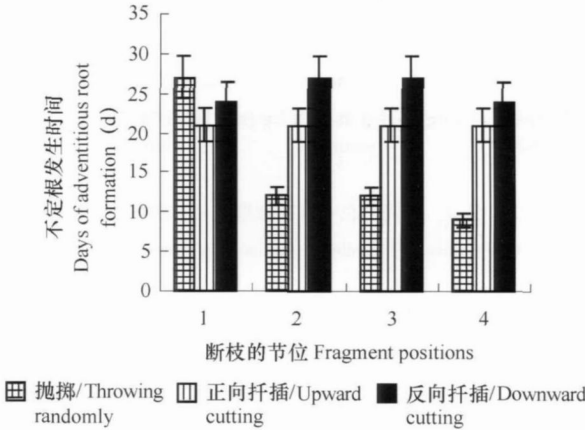 35
30
25
20
15
10
5
0
不定根发生时间
Days of adventitious root
formation (d)
1 2 3 4
断枝的节位 Fragment positions
抛掷/Throwing randomly
正向扦插/Upward cutting
反向扦插/Downward cutting